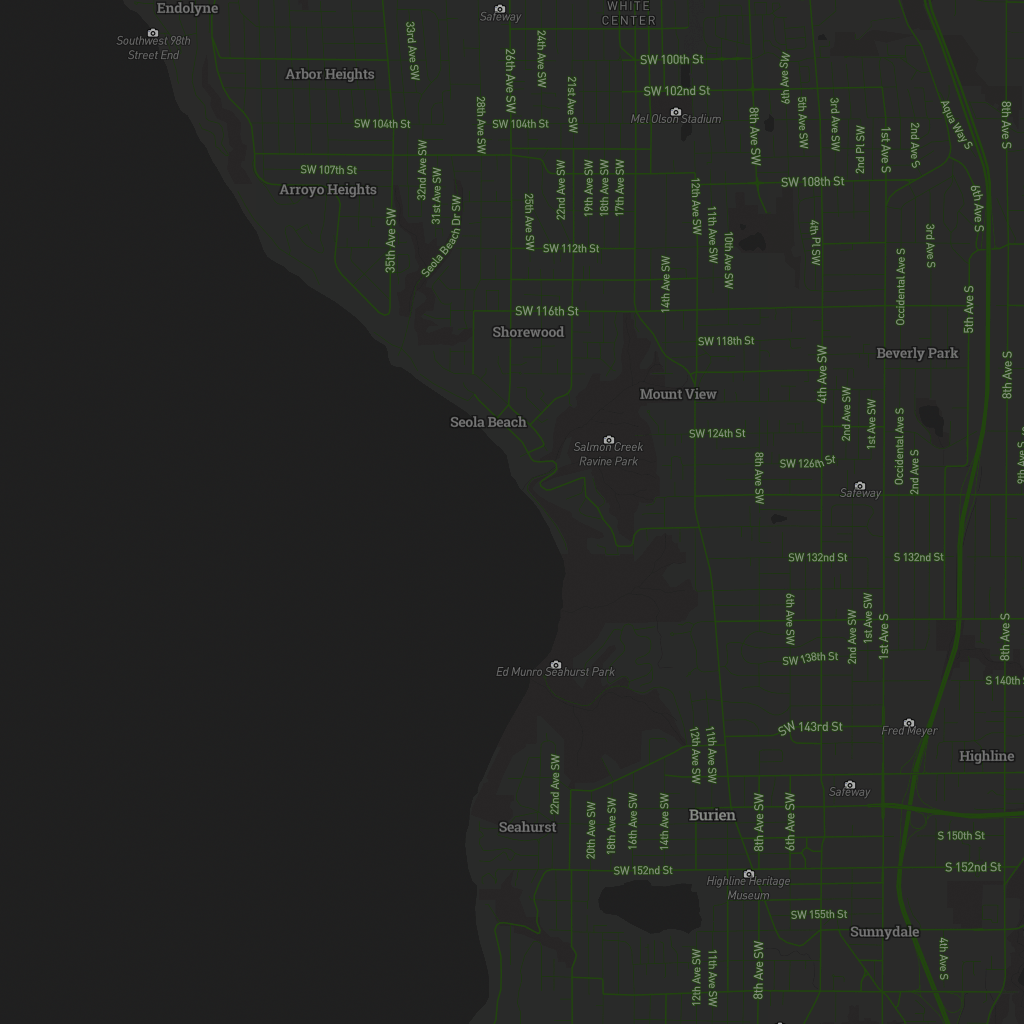 Endolyne
Southwest 98th
Street End
Safeway
WHITE
CENTER
33rd Ave SW
26th Ave SW
24th Ave SW
SW 100th St
Arbor Heights
21st Ave SW
SW 102nd St
6th Ave SW
28th Ave SW
SW 104th St
SW 104th St
Mel Olson Stadium
8th Ave SW
5th Ave SW
3rd Ave SW
2nd Pl SW
1st Ave S
2nd Ave S
Aqua Way S
8th Ave S
SW 107th St
32nd Ave SW
31st Ave SW
Arroyo Heights
35th Ave SW
Seola Beach Dr SW
25th Ave SW
22nd Ave SW
19th Ave SW
18th Ave SW
17th Ave SW
12th Ave SW
11th Ave SW
10th Ave SW
SW 108th St
6th Ave S
4th Pl SW
3rd Ave S
SW 112th St
14th Ave SW
Occidental Ave S
5th Ave S
SW 116th St
Shorewood
SW 118th St
Beverly Park
4th Ave SW
8th Ave S
Mount View
2nd Ave SW
1st Ave SW
Occidental Ave S
2nd Ave S
9th Ave S
Seola Beach
SW 124th St
Salmon Creek
Ravine Park
8th Ave SW
SW 126th St
Safeway
SW 132nd St
S 132nd St
6th Ave SW
2nd Ave SW
1st Ave SW
1st Ave S
8th Ave S
SW 138th St
Ed Munro Seahurst Park
S 140th St
SW 143rd St
Fred Meyer
12th Ave SW
11th Ave SW
Highline
22nd Ave SW
Safeway
20th Ave SW
18th Ave SW
16th Ave SW
14th Ave SW
Burien
8th Ave SW
6th Ave SW
Seahurst
S 150th St
SW 152nd St
S 152nd St
Highline Heritage
Museum
SW 155th St
Sunnydale
12th Ave SW
11th Ave SW
8th Ave SW
4th Ave S